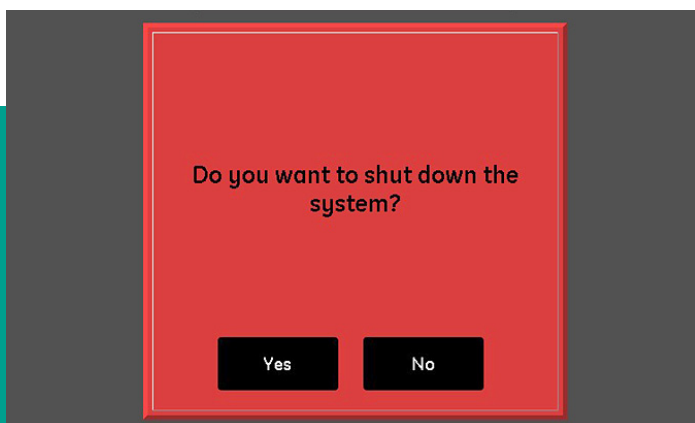 Do you want to shut down the
system?
Yes
No